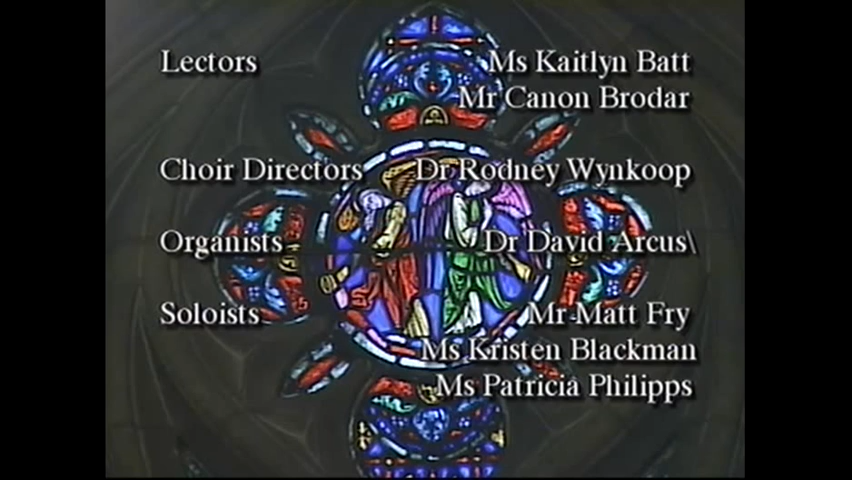 Lectors Ms Kaitlyn Batt
Mr Canon Brodar
Choir Directors Dr Rodney Wynkoop
Organists Dr David Arcus\
Soloists Mr Matt Fry
Ms Kristen Blackman
Ms Patricia Philipps